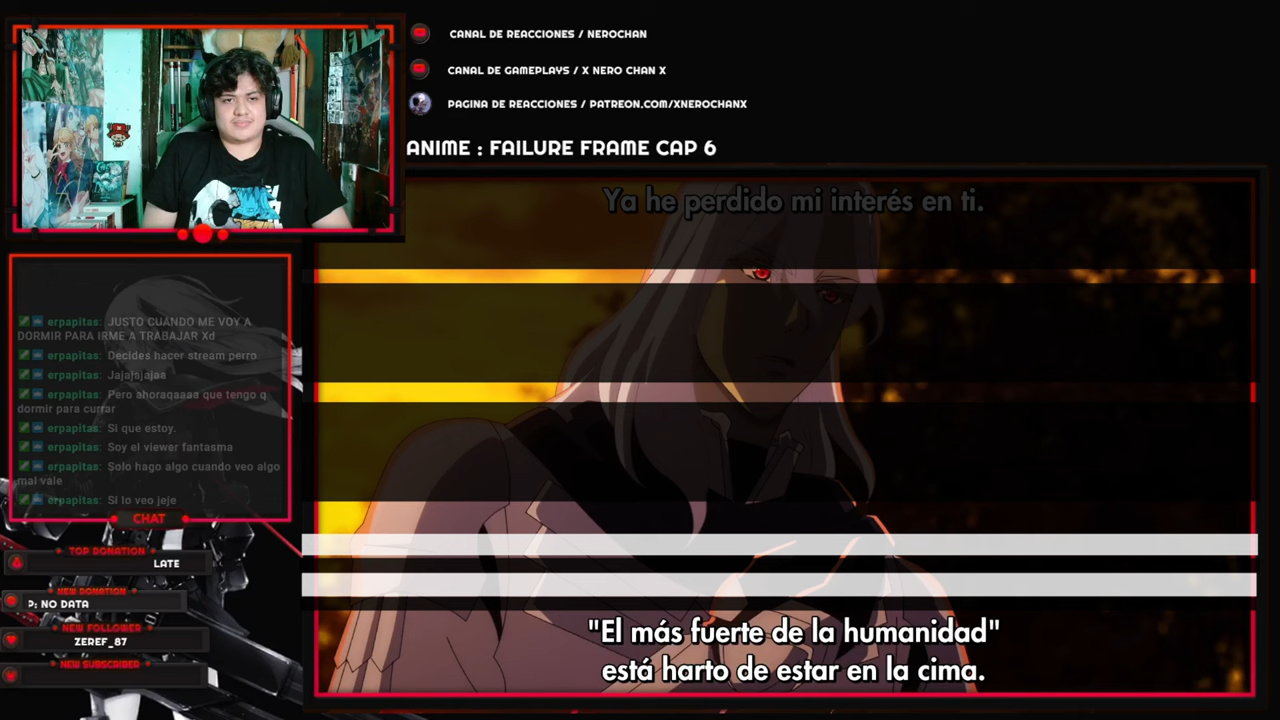 CANAL DE REACCIONES / NEROCHAN
CANAL DE GAMEPLAYS / X NERO CHAN X
PAGINA DE REACCIONES / PATREON.COM/XNEROCHANX
ANIME : FAILURE FRAME CAP 6
Ya he perdido mi interés en ti.
erpapitas: JUSTO CUANDO ME VOY A
DORMIR PARA IRME A TRABAJAR Xd
erpapitas: Decides hacer stream perro
erpapitas: Jajajajajaa
erpapitas: Pero ahoraqaaaa que tengo q
dormir para currar
erpapitas: Si que estoy.
erpapitas: Soy el viewer fantasma
erpapitas: Solo hago algo cuando veo algo
mal vale
erpapitas: Si lo veo jeje
CHAT
TOP DONATION
LATE
NEW DONATION
P: NO DATA
NEW FOLLOWER
ZEREF_87
NEW SUBSCRIBER
"El más fuerte de la humanidad"
está harto de estar en la cima.